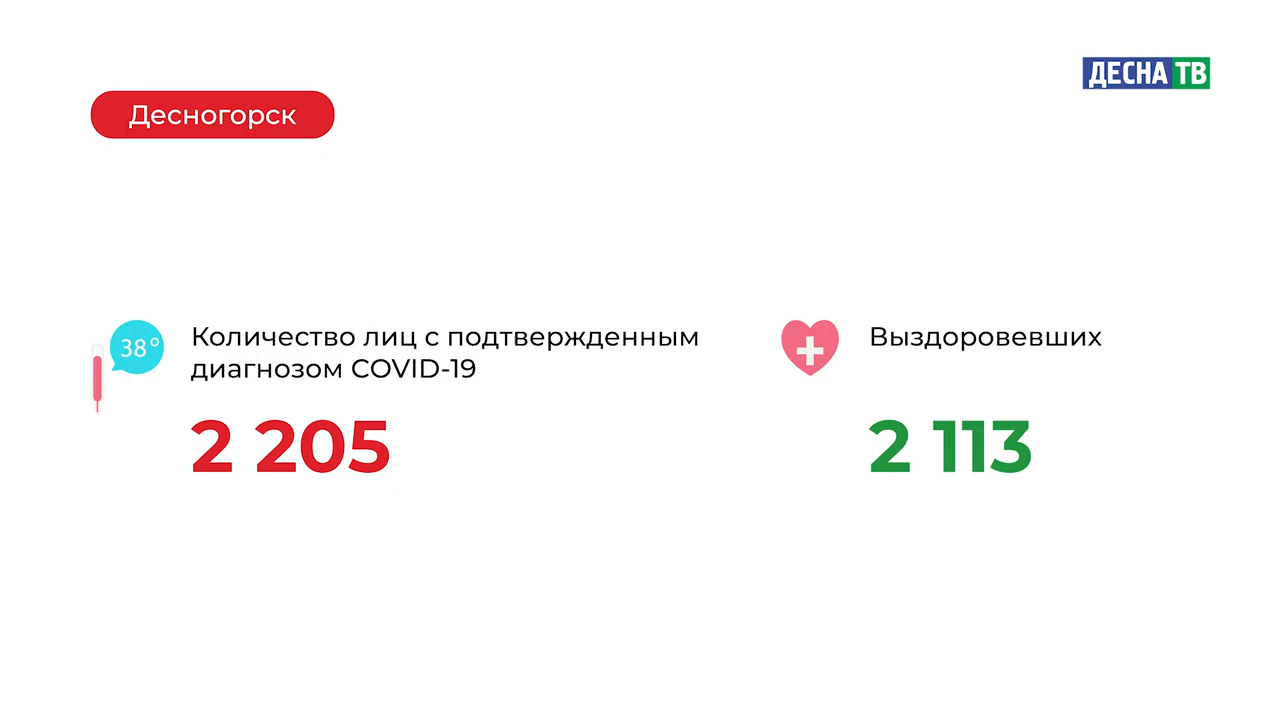 ДЕСНА ТВ
Десногорск
38°
Количество лиц с подтвержденным
диагнозом COVID-19
2 205
Выздоровевших
2 113